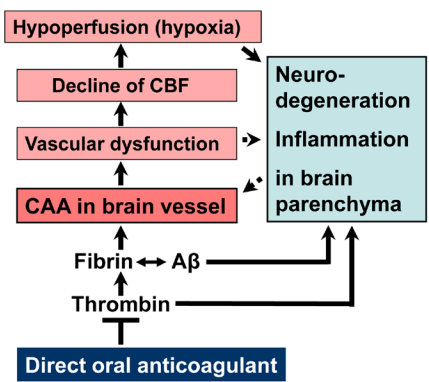 Hypoperfusion (hypoxia)
Decline of CBF
Vascular dysfunction
CAA in brain vessel
Neuro-
degeneration
Inflammation
in brain
parenchyma
Fibrin Aβ
Thrombin
Direct oral anticoagulant